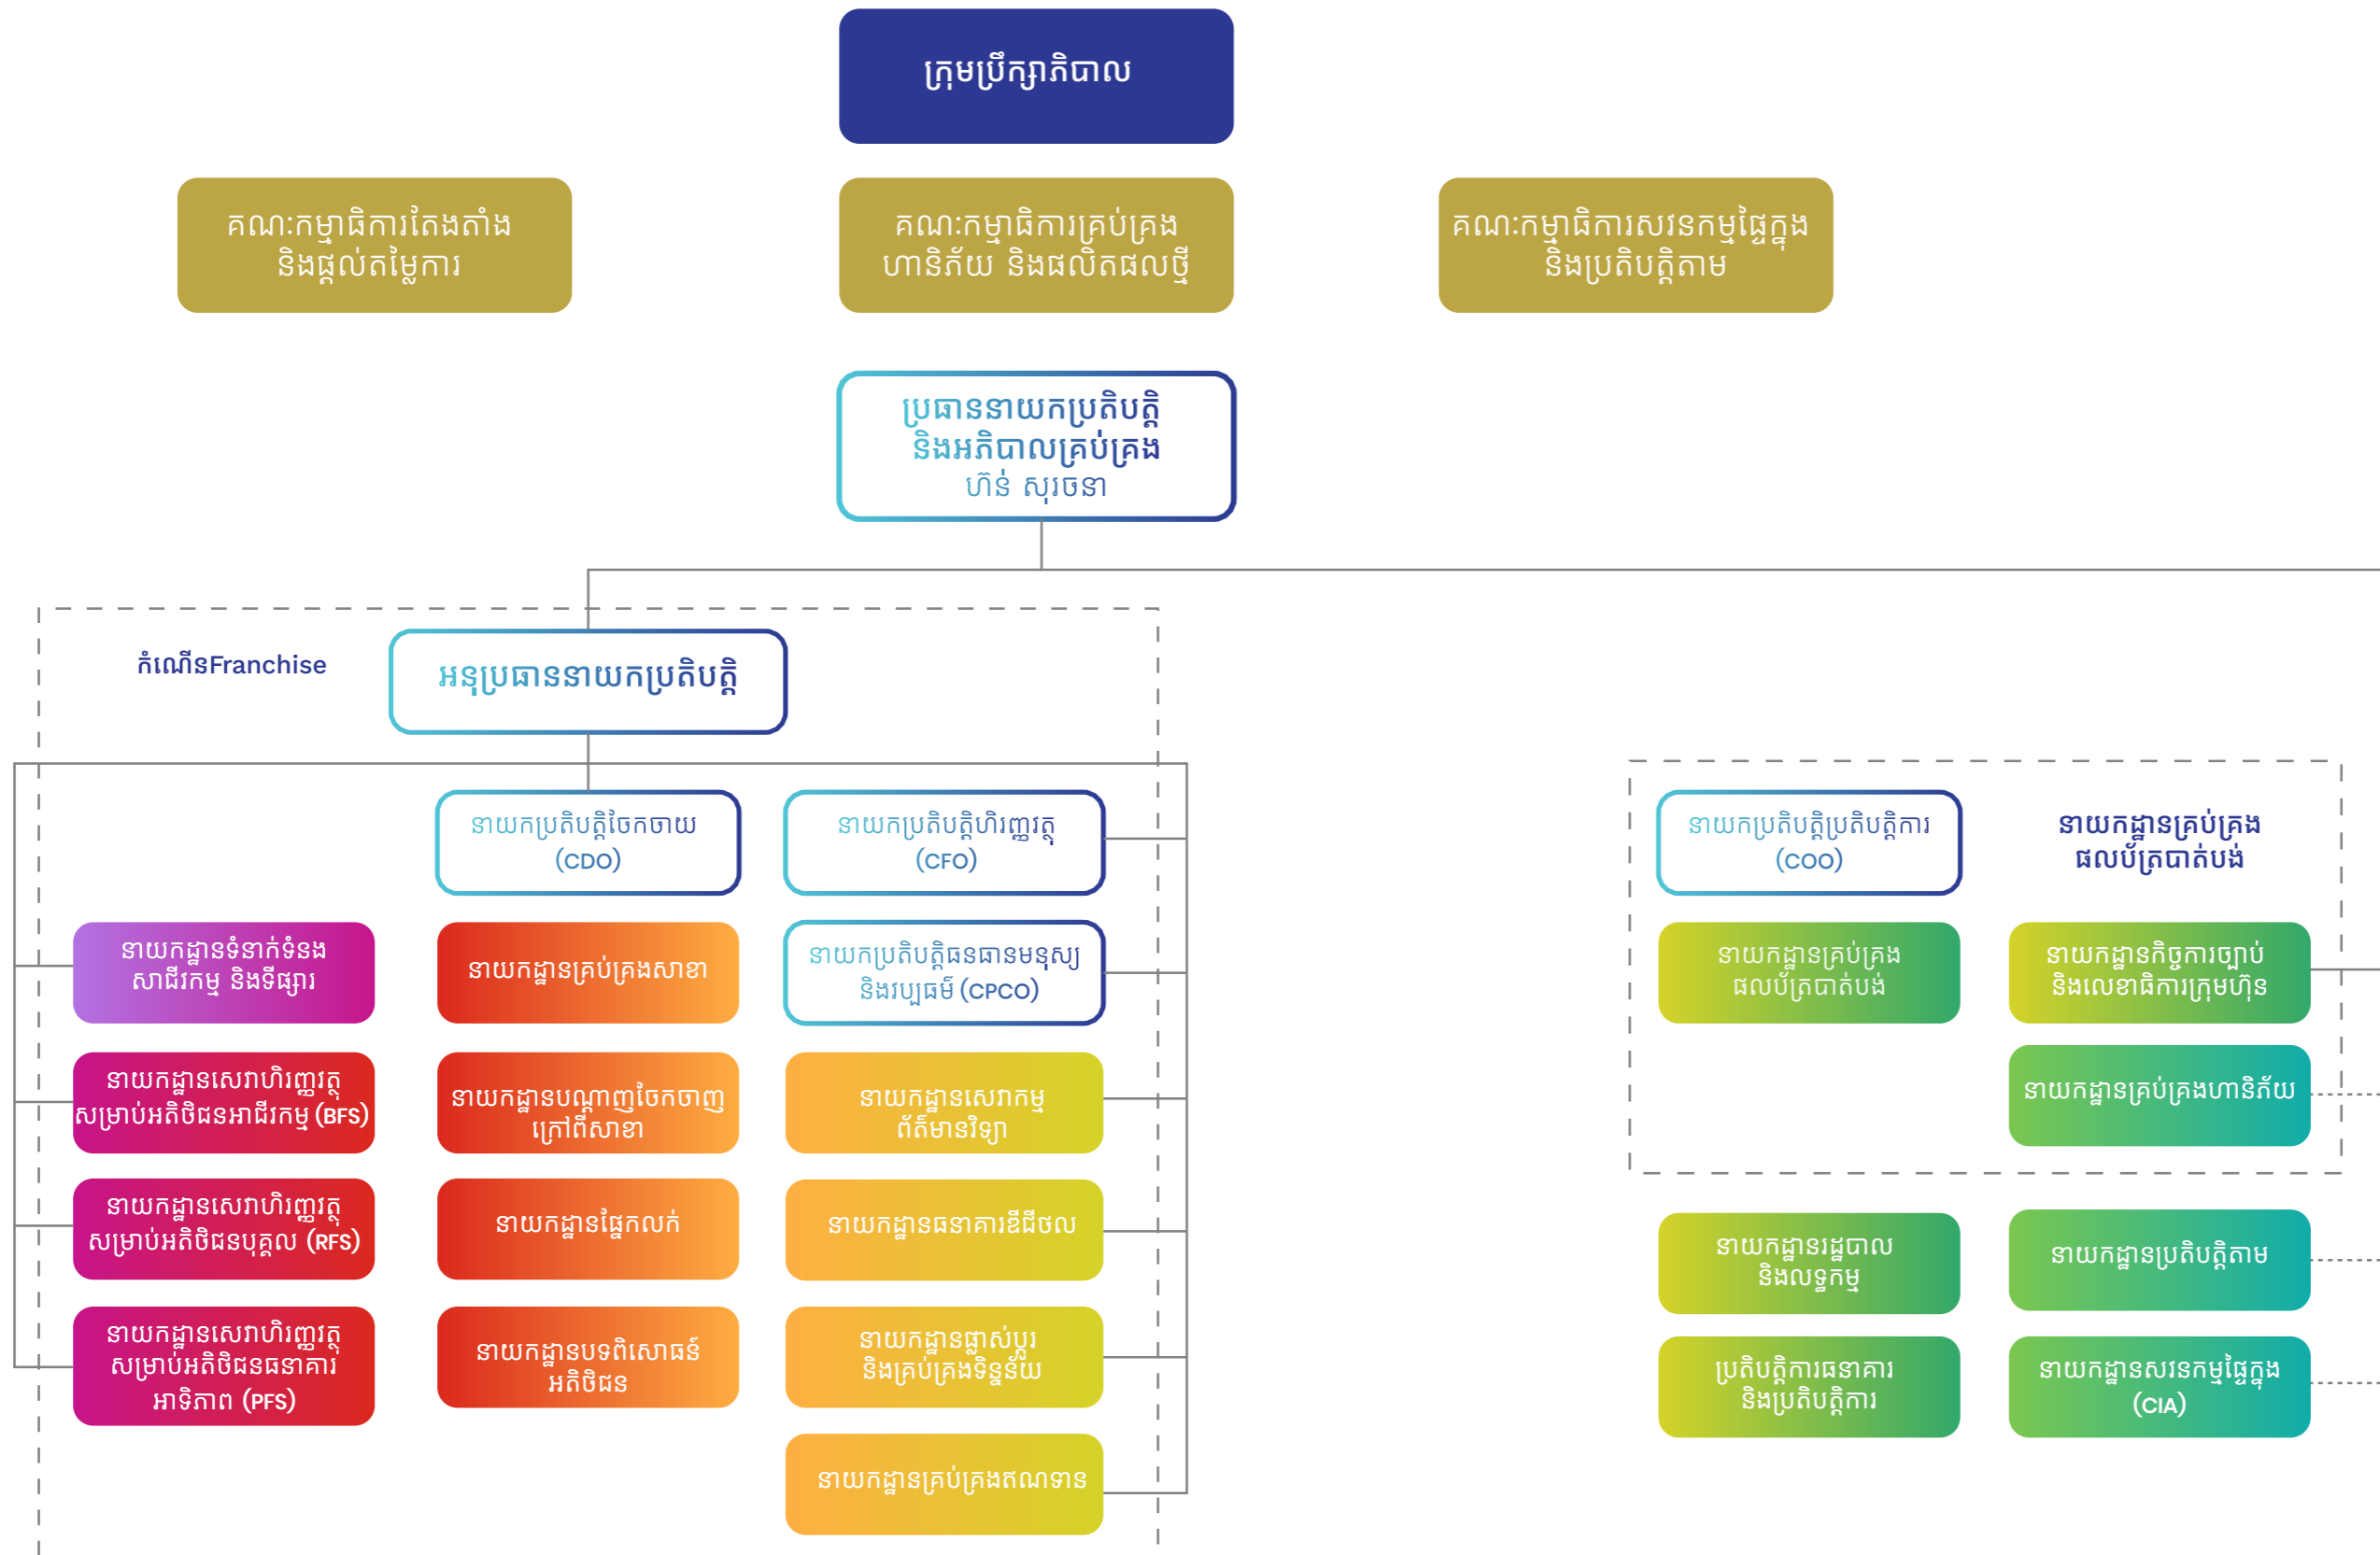 ក្រុមប្រឹក្សាភិបាល
គណៈកម្មាធិការតែងតាំង
និងផ្តល់តម្លៃការ
គណៈកម្មាធិការគ្រប់គ្រង
ហានិភ័យ និងផលិតផលថ្មី
គណៈកម្មាធិការសវនកម្មផ្ទៃក្នុង
និងប្រតិបត្តិតាម
ប្រធាននាយកប្រតិបត្តិ
និងអភិបាលគ្រប់គ្រង
ហ៊ន់ សុរចនា
កំណើនFranchise
អនុប្រធាននាយកប្រតិបត្តិ
នាយកប្រតិបត្តិចែកចាយ
(CDO)
នាយកប្រតិបត្តិហិរញ្ញវត្ថុ
(CFO)
នាយកប្រតិបត្តិប្រតិបត្តិការ
(COO)
នាយកដ្ឋានគ្រប់គ្រង
ផលប័ត្របាត់បង់
នាយកដ្ឋានទំនាក់ទំនង
សាជីវកម្ម និងទីផ្សារ
នាយកដ្ឋានគ្រប់គ្រងសាខា
នាយកប្រតិបត្តិធនធានមនុស្ស
និងវប្បធម៌ (CPCO)
នាយកដ្ឋានគ្រប់គ្រង
ផលប័ត្របាត់បង់
នាយកដ្ឋានកិច្ចការច្បាប់
និងលេខាធិការក្រុមហ៊ុន
នាយកដ្ឋានសេវាហិរញ្ញវត្ថុ
សម្រាប់អតិថិជនអាជីវកម្ម (BFS)
នាយកដ្ឋានបណ្តាញចែកចាញ
ក្រៅពីសាខា
នាយកដ្ឋានសេវាកម្ម
ព័ត៌មានវិទ្យា
នាយកដ្ឋានគ្រប់គ្រងហានិភ័យ
នាយកដ្ឋានសេវាហិរញ្ញវត្ថុ
សម្រាប់អតិថិជនបុគ្គល (RFS)
នាយកដ្ឋានផ្នែកលក់
នាយកដ្ឋានធនាគារឌីជីថល
នាយកដ្ឋានរដ្ឋបាល
និងលទ្ធកម្ម
នាយកដ្ឋានប្រតិបត្តិតាម
នាយកដ្ឋានសេវាហិរញ្ញវត្ថុ
សម្រាប់អតិថិជនធនាគារ
អាទិភាព (PFS)
នាយកដ្ឋានបទពិសោធន៍
អតិថិជន
នាយកដ្ឋានផ្លាស់ប្តូរ
និងគ្រប់គ្រងទិន្នន័យ
ប្រតិបត្តិការធនាគារ
និងប្រតិបត្តិការ
នាយកដ្ឋានសវនកម្មផ្ទៃក្នុង
(CIA)
នាយកដ្ឋានគ្រប់គ្រងឥណទាន